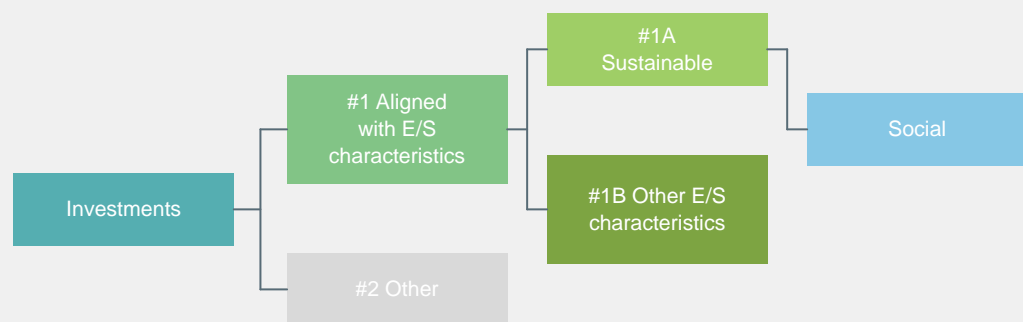 Investments
#1 Aligned
with E/S
characteristics
#2 Other
#1A
Sustainable
#1B Other E/S
characteristics
Social